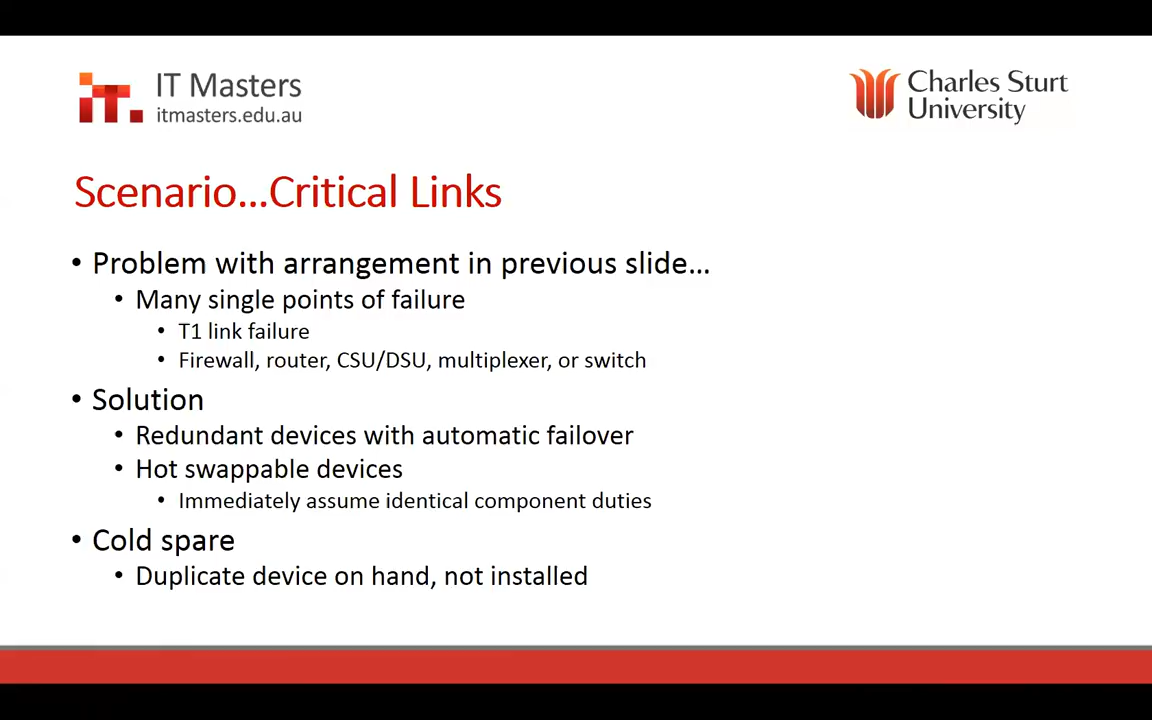 IT Masters
itmasters.edu.au
Charles Sturt
University
Scenario...Critical Links
• Problem with arrangement in previous slide...
• Many single points of failure
• T1 link failure
• Firewall, router, CSU/DSU, multiplexer, or switch
• Solution
• Redundant devices with automatic failover
• Hot swappable devices
• Immediately assume identical component duties
• Cold spare
• Duplicate device on hand, not installed